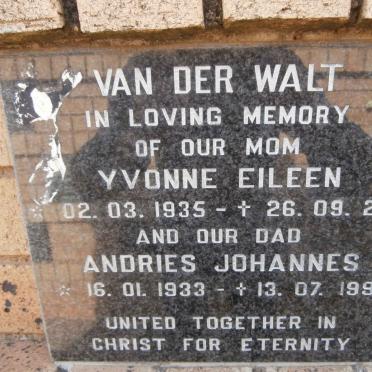 VAN DER WALT
IN LOVING MEMORY
OF OUR MOM
YVONNE EILEEN
* 02. 03. 1935 - † 26. 09. 2
AND OUR DAD
ANDRIES JOHANNES
* 16. 01. 1933 - † 13. 07. 199
UNITED TOGETHER IN
CHRIST FOR ETERNITY